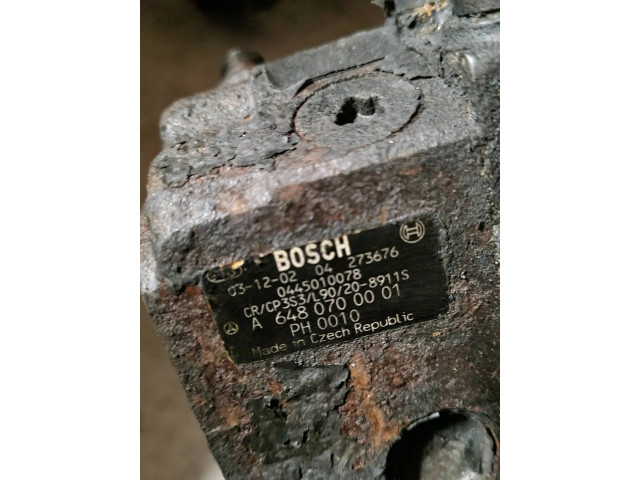 BOSCH
03-12-02 04 273676
0445010078
CR/CP3S3/L90/20-8911S
A 648 070 00 01
PH 0010
Made in Czech Republic